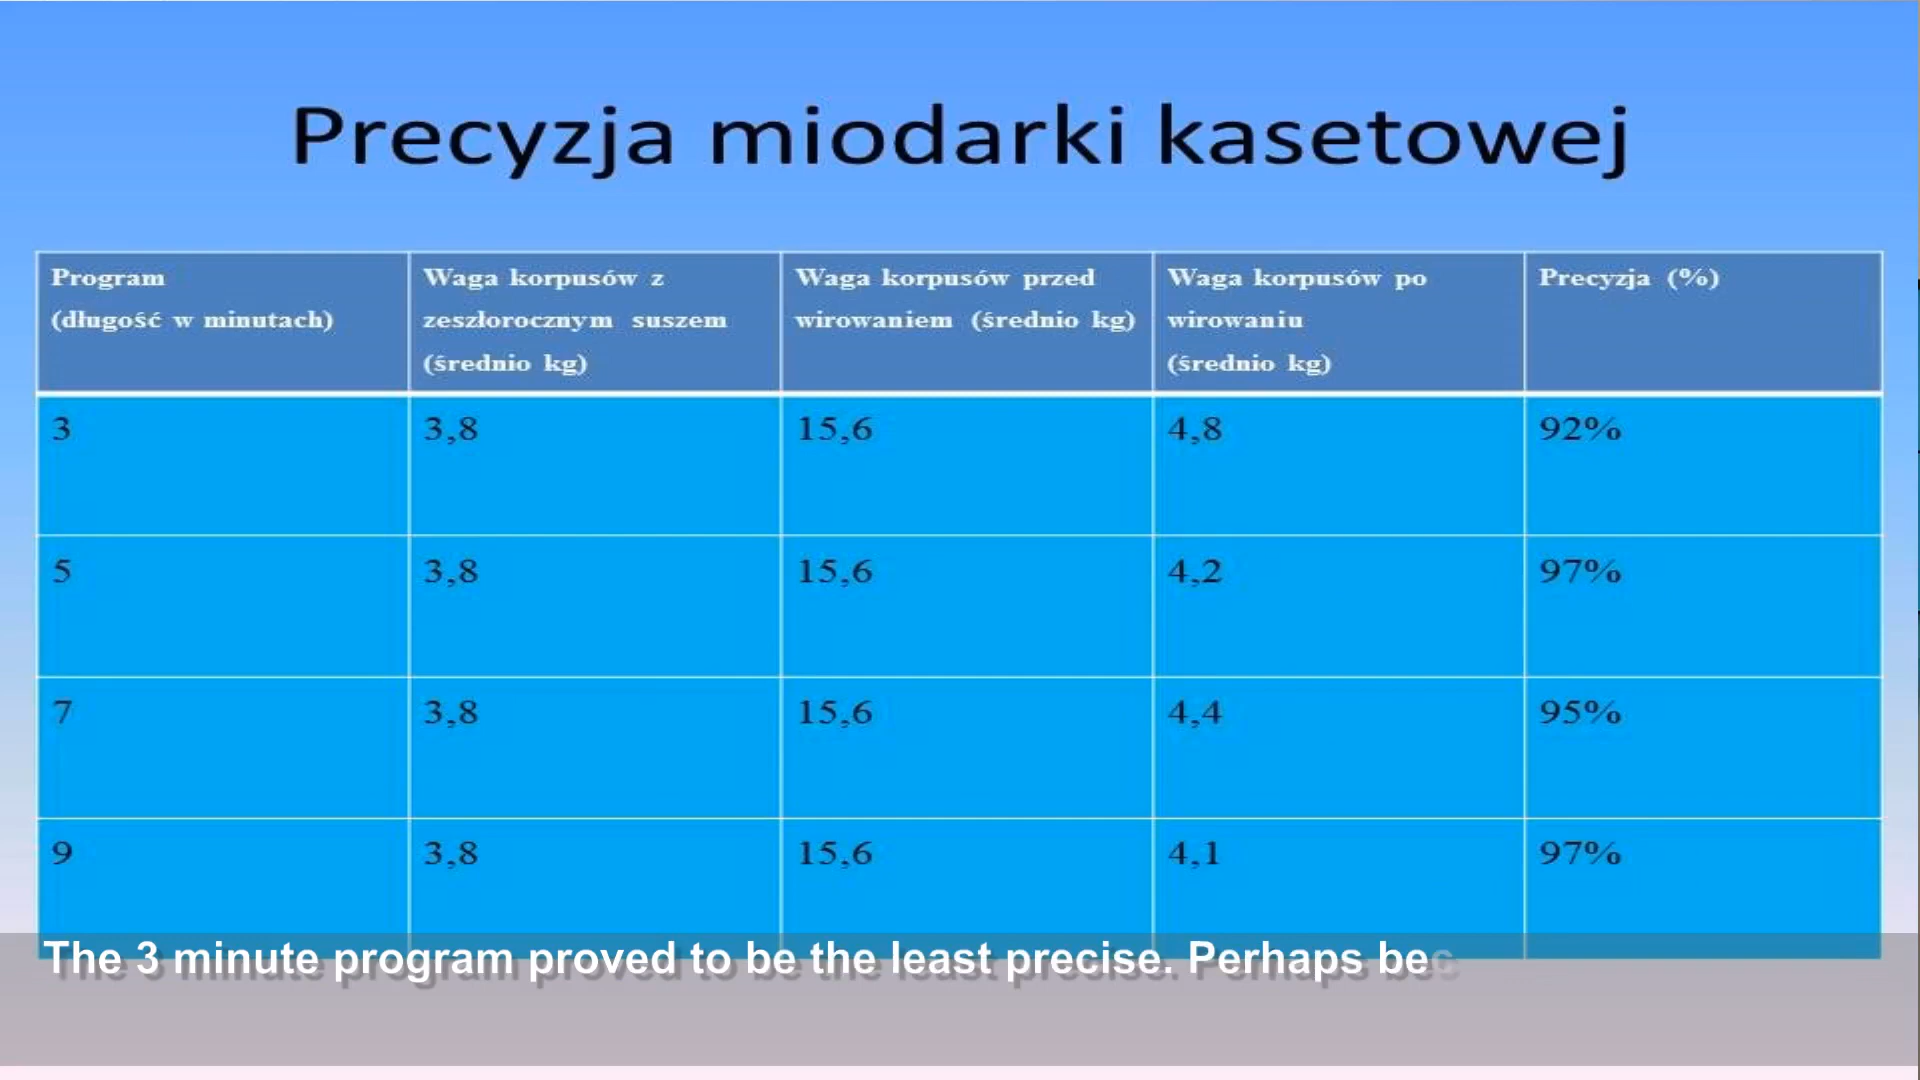 Precyzja miodarki kasetowej
Program
(długość w minutach)
Waga korpusów z
zeszłorocznym suszem
(średnio kg)
Waga korpusów przed
wirowaniem (średnio kg)
Waga korpusów po
wirowaniu
(średnio kg)
Precyzja (%)
3 3,8 15,6 4,8 92%
5 3,8 15,6 4,2 97%
7 3,8 15,6 4,4 95%
9 3,8 15,6 4,1 97%
The 3 minute program proved to be the least precise. Perhaps bec